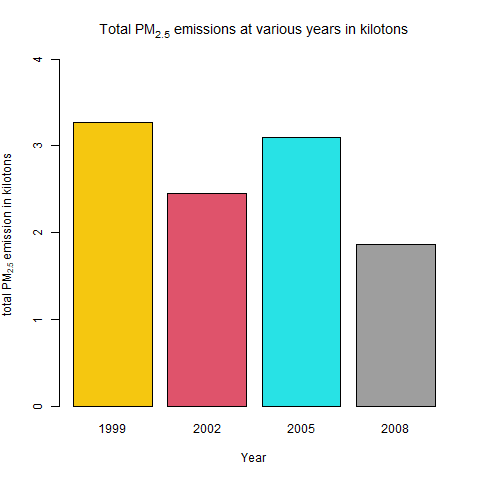 Total PM2.5 emissions at various years in kilotons
total PM2.5 emission in kilotons
4
3
2
1
0
1999 2002 2005 2008
Year